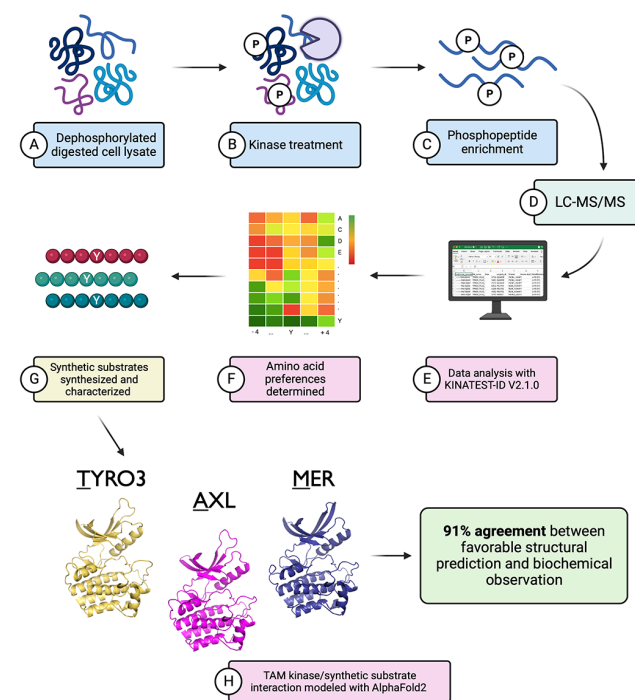 P
P
P
P
P
A Dephosphorylated
digested cell lysate
B Kinase treatment
C Phosphopeptide
enrichment
D LC-MS/MS
A
C
D
E
Y
- 4 ... Y ... + 4
Y
Y
Y
G Synthetic substrates
synthesized and
characterized
F Amino acid
preferences
determined
E Data analysis with
KINATEST-ID V2.1.0
TYRO3
AXL
MER
91% agreement between
favorable structural
prediction and biochemical
observation
H TAM kinase/synthetic substrate
interaction modeled with AlphaFold2